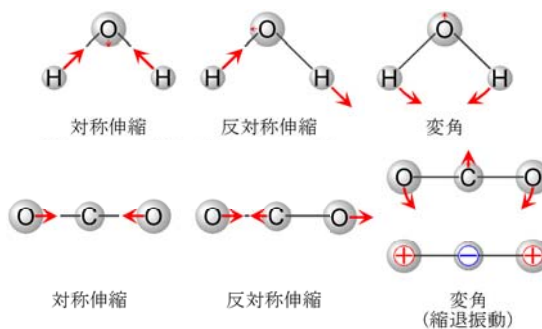 O O O
H H H H H H
対称伸縮 反対称伸縮 変角
O C O
O C O O C O
+ − +
対称伸縮 反対称伸縮 変角
(縮退振動)